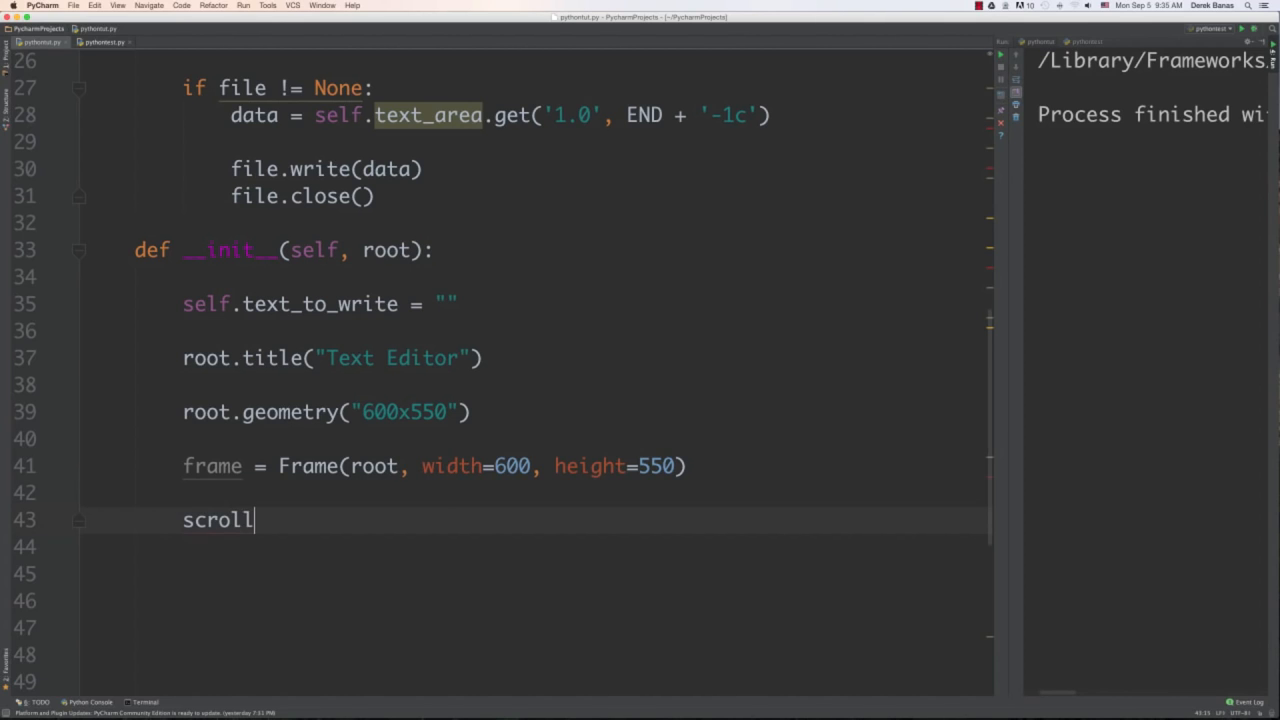 PyCharm File Edit View Navigate Code Refactor Run Tools VCS Window Help 10 Mon Sep 5 9:35 AM Derek Banas
pythontut.py - PycharmProjects - [~/PycharmProjects]
PycharmProjects pythontut.py pythontest
pythontut.py pythontest.py Run: pythontut pythontest
26
27 if file != None:
28 data = self.text_area.get('1.0', END + '-1c')
29
30 file.write(data)
31 file.close()
32
33 def __init__(self, root):
34
35 self.text_to_write = ""
36
37 root.title("Text Editor")
38
39 root.geometry("600x550")
40
41 frame = Frame(root, width=600, height=550)
42
43 scroll
44
45
46
47
48
49
/Library/Frameworks
Process finished wi
1: Project
7: Structure
2: Favorites
4: Run
6: TODO Python Console Terminal Event Log
Platform and Plugin Updates: PyCharm Community Edition is ready to update. (yesterday 7:51 PM) 43:15 LF UTF-8